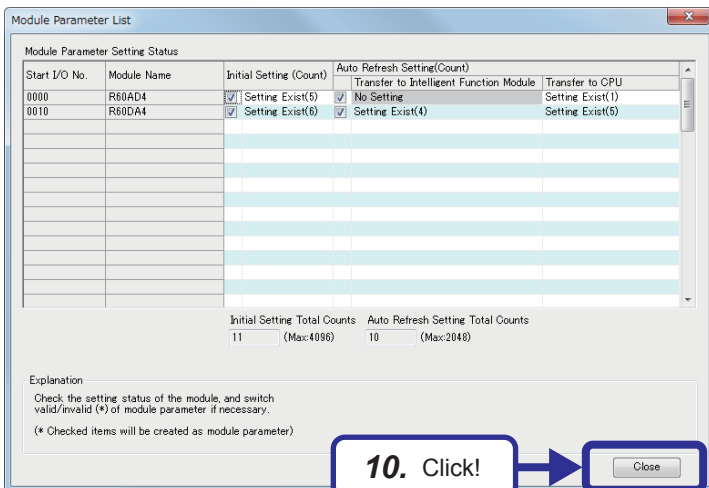 Module Parameter List
X
Module Parameter Setting Status
Start I/O No. Module Name Initial Setting (Count) Auto Refresh Setting(Count)
Transfer to Intelligent Function Module Transfer to CPU
0000 R60AD4 Setting Exist(5) No Setting Setting Exist(1)
0010 R60DA4 Setting Exist(6) Setting Exist(4) Setting Exist(5)
Initial Setting Total Counts Auto Refresh Setting Total Counts
11 (Max:4096) 10 (Max:2048)
Explanation
Check the setting status of the module, and switch
valid/invalid (*) of module parameter if necessary.
(* Checked items will be created as module parameter)
10. Click!
Close